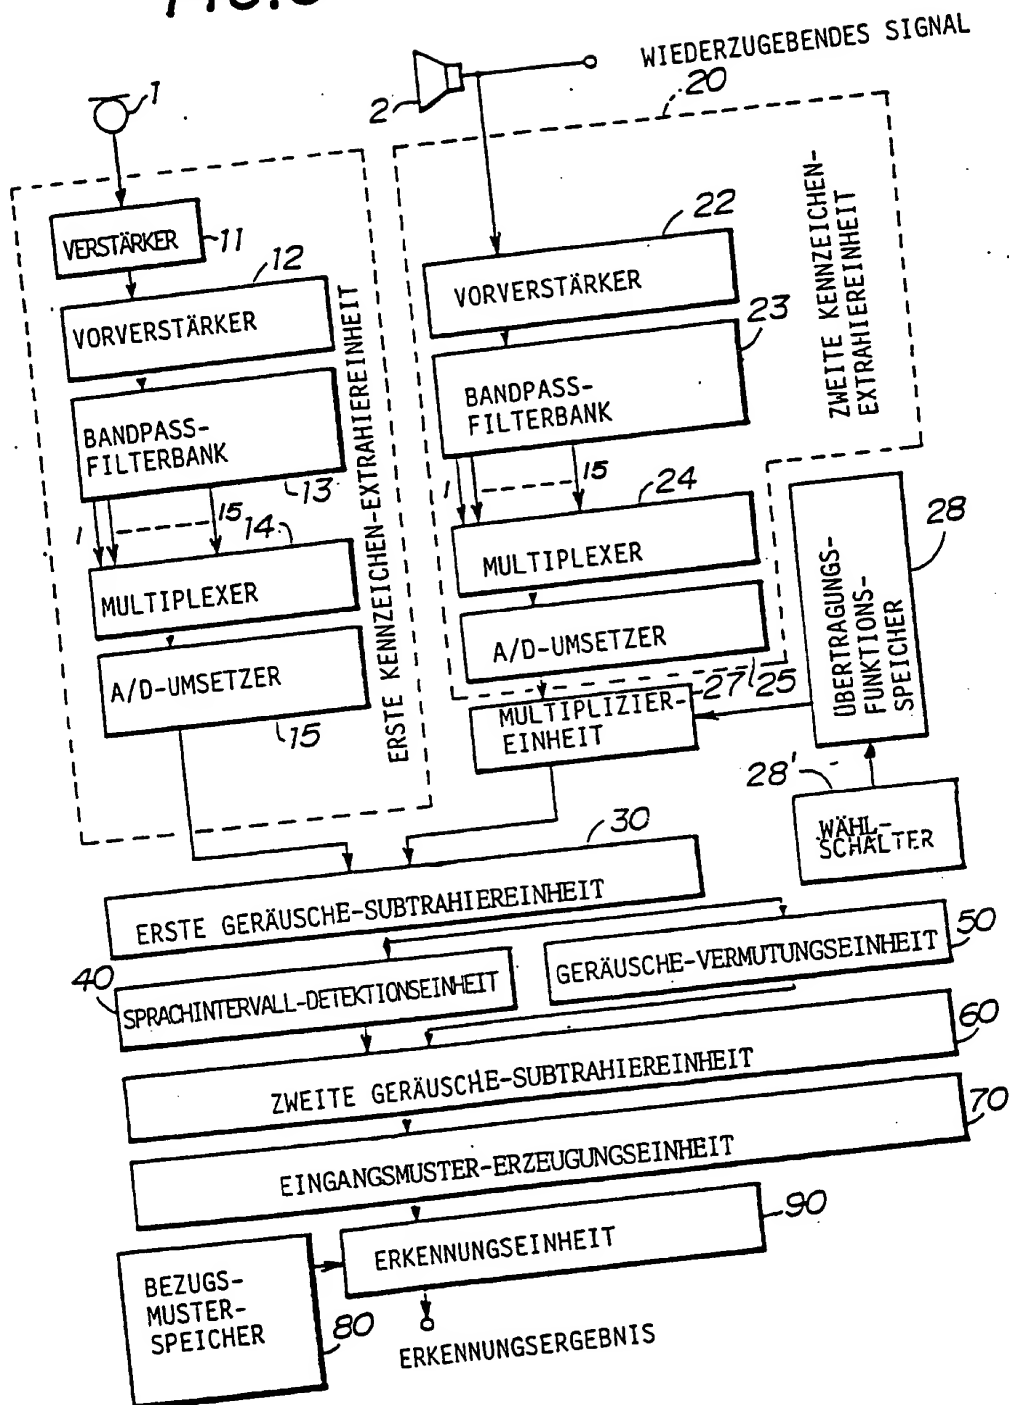 WIEDERZUGEBENDES SIGNAL
1
2
20
VERSTÄRKER
11
12
VORVERSTÄRKER
BANDPASS-
FILTERBANK
13
1
15
14
MULTIPLEXER
A/D-UMSETZER
15
ERSTE KENNZEICHEN-EXTRAHIEREINHEIT
22
VORVERSTÄRKER
23
BANDPASS-
FILTERBANK
1
15
24
MULTIPLEXER
A/D-UMSETZER
25
ZWEITE KENNZEICHEN-
EXTRAHIEREINHEIT
27
MULTIPLIZIER-
EINHEIT
28
ÜBERTRAGUNGS-
FUNKTIONS-
SPEICHER
28'
WÄHL-
SCHALTER
30
ERSTE GERÄUSCHE-SUBTRAHIEREINHEIT
40
SPRACHINTERVALL-DETEKTIONSEINHEIT
GERÄUSCHE-VERMUTUNGSEINHEIT
50
60
ZWEITE GERÄUSCHE-SUBTRAHIEREINHEIT
70
EINGANGSMUSTER-ERZEUGUNGSEINHEIT
90
ERKENNUNGSEINHEIT
BEZUGS-
MUSTER-
SPEICHER
80
ERKENNUNGSERGEBNIS